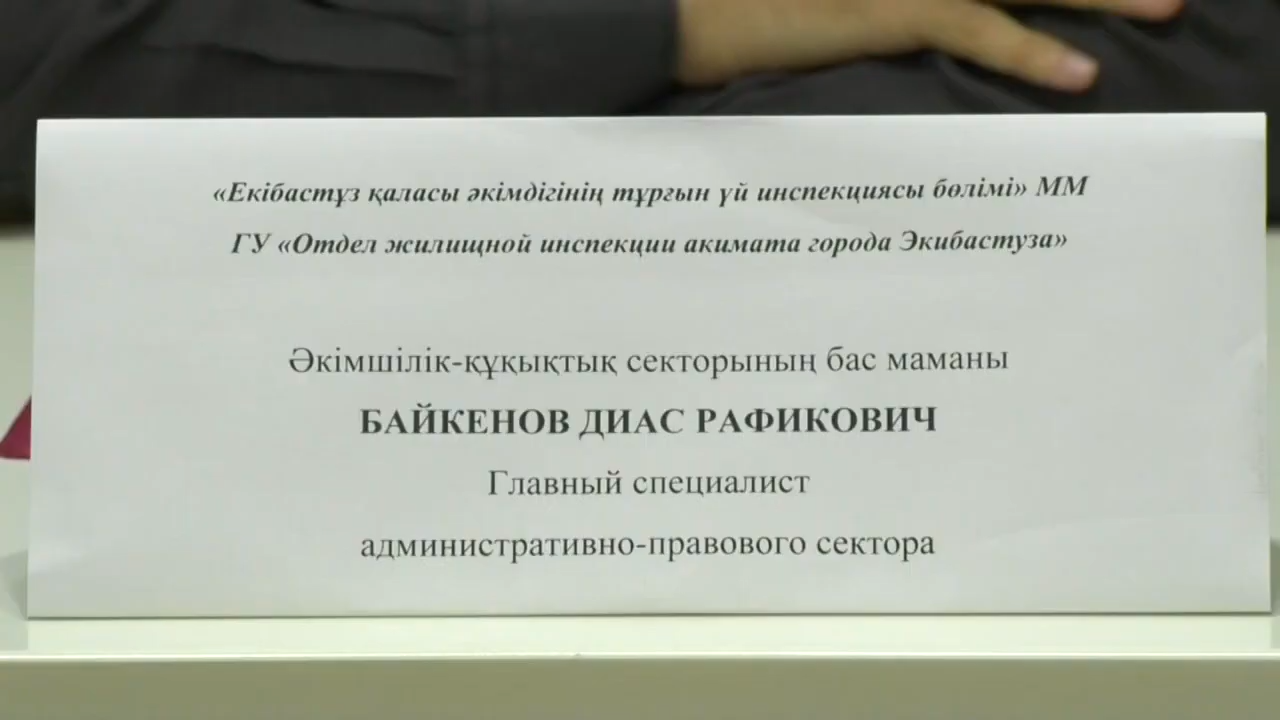 «Екібастұз қаласы әкімдігінің тұрғын үй инспекциясы бөлімі» ММ
ГУ «Отдел жилищной инспекции акимата города Экибастуза»
Әкімшілік-құқықтық секторының бас маманы
БАЙКЕНОВ ДИАС РАФИКОВИЧ
Главный специалист
административно-правового сектора